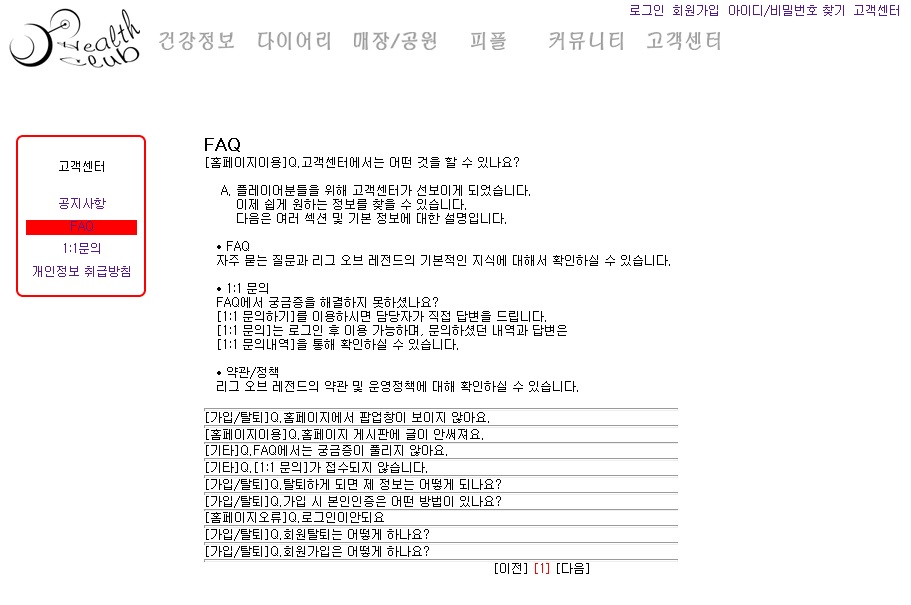 로그인 회원가입 아이디/비밀번호 찾기 고객센터
Health Club
건강정보 다이어리 매장/공원 피플 커뮤니티 고객센터
고객센터
공지사항
FAQ
1:1문의
개인정보 취급방침
FAQ
[홈페이지이용]Q.고객센터에서는 어떤 것을 할 수 있나요?
A. 플레이어분들을 위해 고객센터가 선보이게 되었습니다.
이제 쉽게 원하는 정보를 찾을 수 있습니다.
다음은 여러 섹션 및 기본 정보에 대한 설명입니다.
• FAQ
자주 묻는 질문과 리그 오브 레전드의 기본적인 지식에 대해서 확인하실 수 있습니다.
• 1:1 문의
FAQ에서 궁금증을 해결하지 못하셨나요?
[1:1 문의하기]를 이용하시면 담당자가 직접 답변을 드립니다.
[1:1 문의]는 로그인 후 이용 가능하며, 문의하셨던 내역과 답변은
[1:1 문의내역]을 통해 확인하실 수 있습니다.
• 약관/정책
리그 오브 레전드의 약관 및 운영정책에 대해 확인하실 수 있습니다.
[가입/탈퇴]Q.홈페이지에서 팝업창이 보이지 않아요.
[홈페이지이용]Q.홈페이지 게시판에 글이 안써져요.
[기타]Q.FAQ에서는 궁금증이 풀리지 않아요.
[기타]Q.[1:1 문의]가 접수되지 않습니다.
[가입/탈퇴]Q.탈퇴하게 되면 제 정보는 어떻게 되나요?
[가입/탈퇴]Q.가입 시 본인인증은 어떤 방법이 있나요?
[홈페이지오류]Q.로그인이안되요
[가입/탈퇴]Q.회원탈퇴는 어떻게 하나요?
[가입/탈퇴]Q.회원가입은 어떻게 하나요?
[이전] [1] [다음]